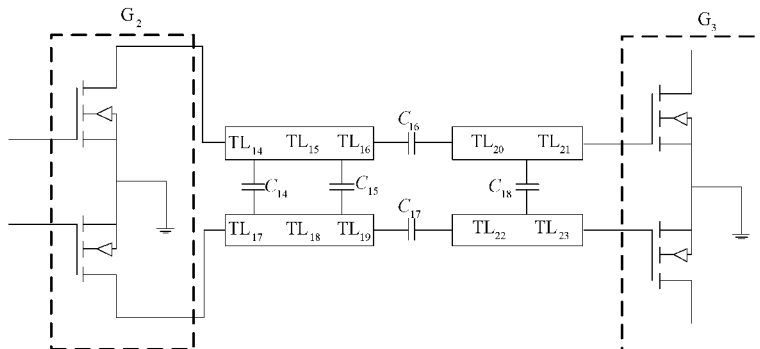 G₂
G₃
C₁₆
TL₁₄ TL₁₅ TL₁₆
TL₂₀ TL₂₁
C₁₄ C₁₅ C₁₈
C₁₇
TL₁₇ TL₁₈ TL₁₉
TL₂₂ TL₂₃